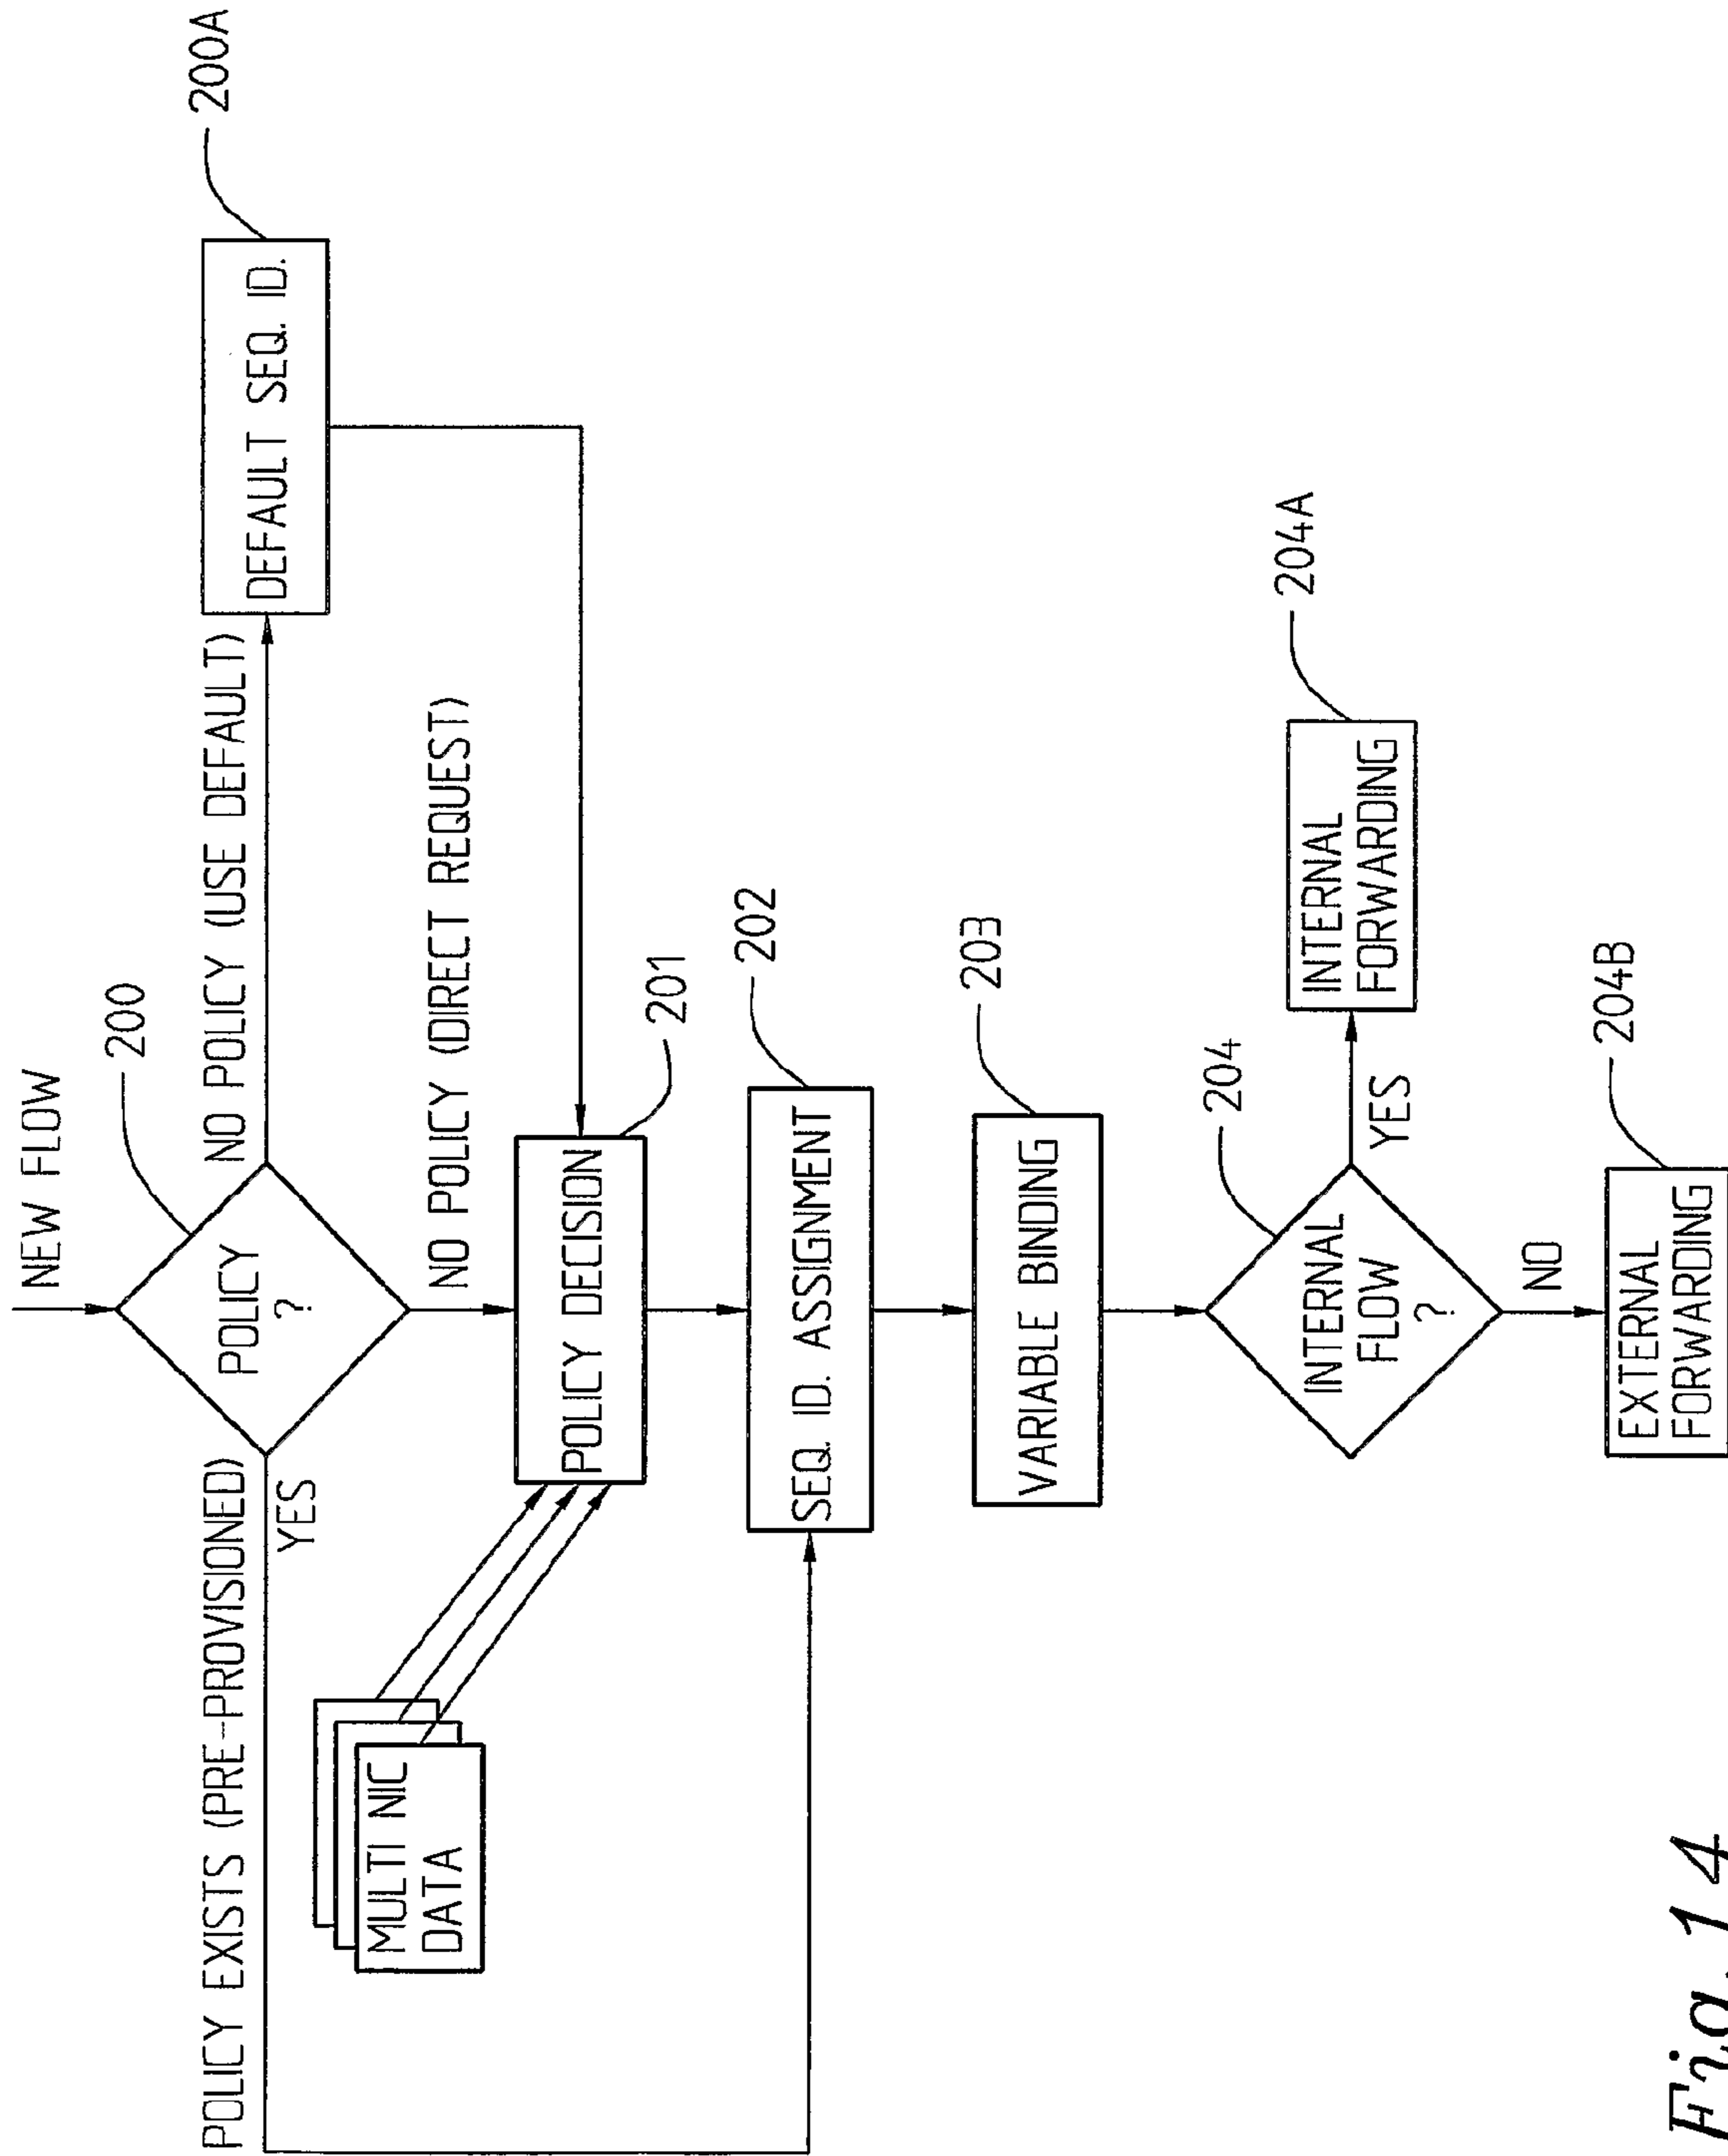 NEW FLOW
200
POLICY
?
POLICY EXISTS (PRE-PROVISIONED)
YES
NO POLICY (USE DEFAULT)
DEFAULT SEQ. ID.
200A
NO POLICY (DIRECT REQUEST)
MULTI NIC
DATA
POLICY DECISION
201
SEQ. ID. ASSIGNMENT
202
VARIABLE BINDING
203
INTERNAL
FLOW
?
204
YES
INTERNAL
FORWARDING
204A
NO
EXTERNAL
FORWARDING
204B
Fig.14